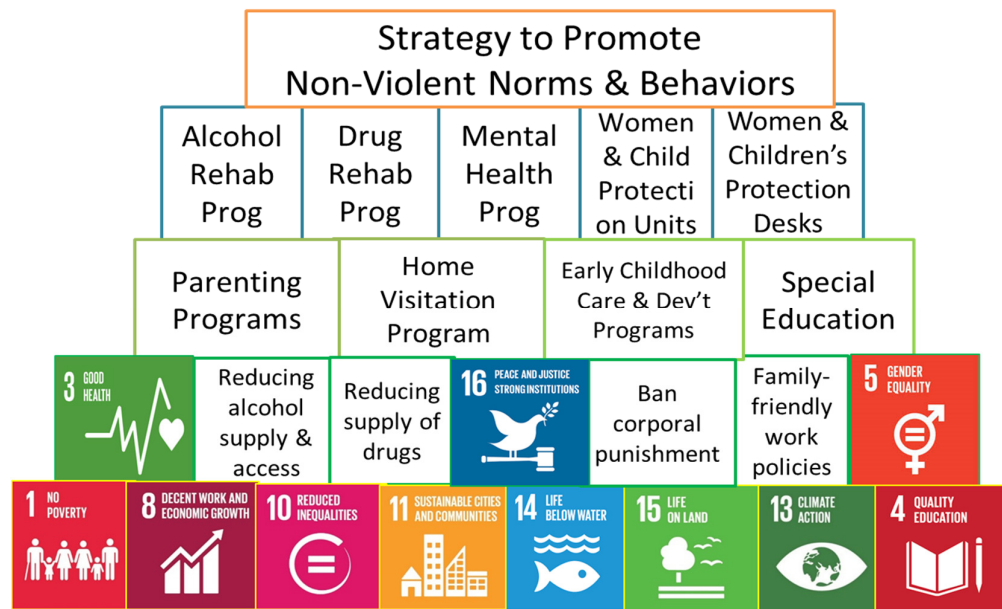 Strategy to Promote
Non-Violent Norms & Behaviors
Alcohol
Rehab
Prog
Drug
Rehab
Prog
Mental
Health
Prog
Women
& Child
Protecti
on Units
Women &
Children's
Protection
Desks
Parenting
Programs
Home
Visitation
Program
Early Childhood
Care & Dev't
Programs
Special
Education
3 GOOD
HEALTH
Reducing
alcohol
supply &
access
Reducing
supply of
drugs
16 PEACE AND JUSTICE
STRONG INSTITUTIONS
Ban
corporal
punishment
Family-
friendly
work
policies
5 GENDER
EQUALITY
1 NO
POVERTY
8 DECENT WORK AND
ECONOMIC GROWTH
10 REDUCED
INEQUALITIES
11 SUSTAINABLE CITIES
AND COMMUNITIES
14 LIFE
BELOW WATER
15 LIFE
ON LAND
13 CLIMATE
ACTION
4 QUALITY
EDUCATION